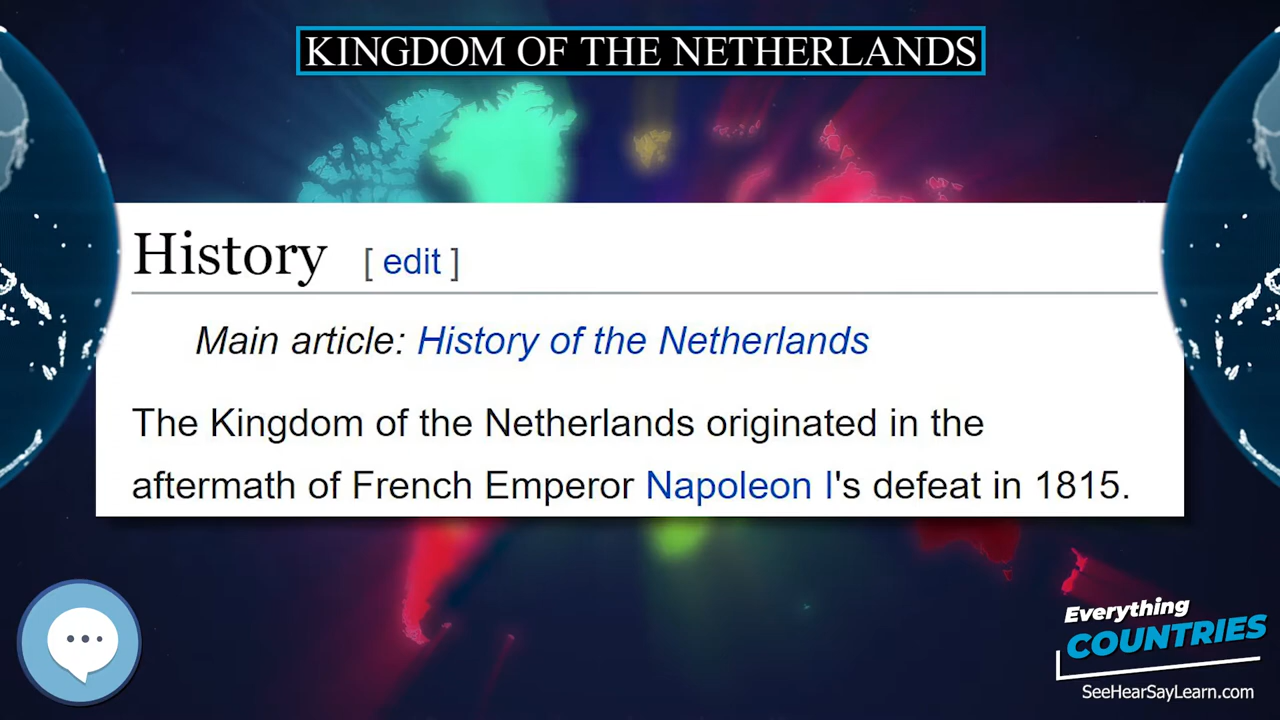 KINGDOM OF THE NETHERLANDS
History [ edit ]
Main article: History of the Netherlands
The Kingdom of the Netherlands originated in the
aftermath of French Emperor Napoleon I's defeat in 1815.
Everything
COUNTRIES
SeeHearSayLearn.com